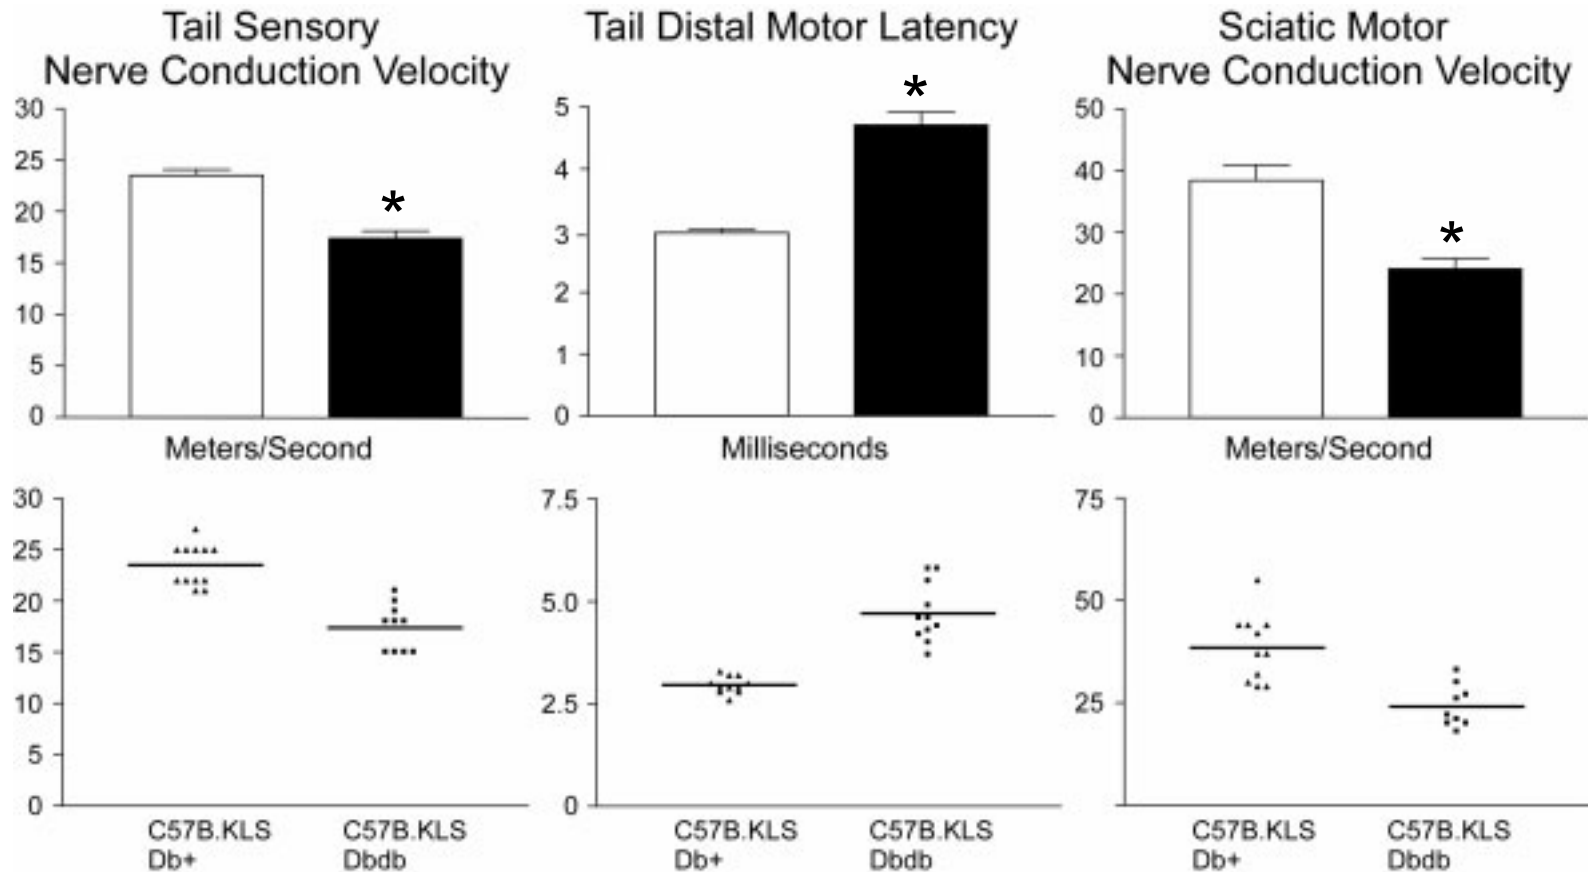 Tail Sensory
Nerve Conduction Velocity
30
25
20
15
10
5
0
*
Meters/Second
Tail Distal Motor Latency
5
4
3
2
1
0
*
Milliseconds
Sciatic Motor
Nerve Conduction Velocity
50
40
30
20
10
0
*
Meters/Second
30
25
20
15
10
5
0
C57B.KLS
Db+
C57B.KLS
Dbdb
7.5
5.0
2.5
0
C57B.KLS
Db+
C57B.KLS
Dbdb
75
50
25
C57B.KLS
Db+
C57B.KLS
Dbdb